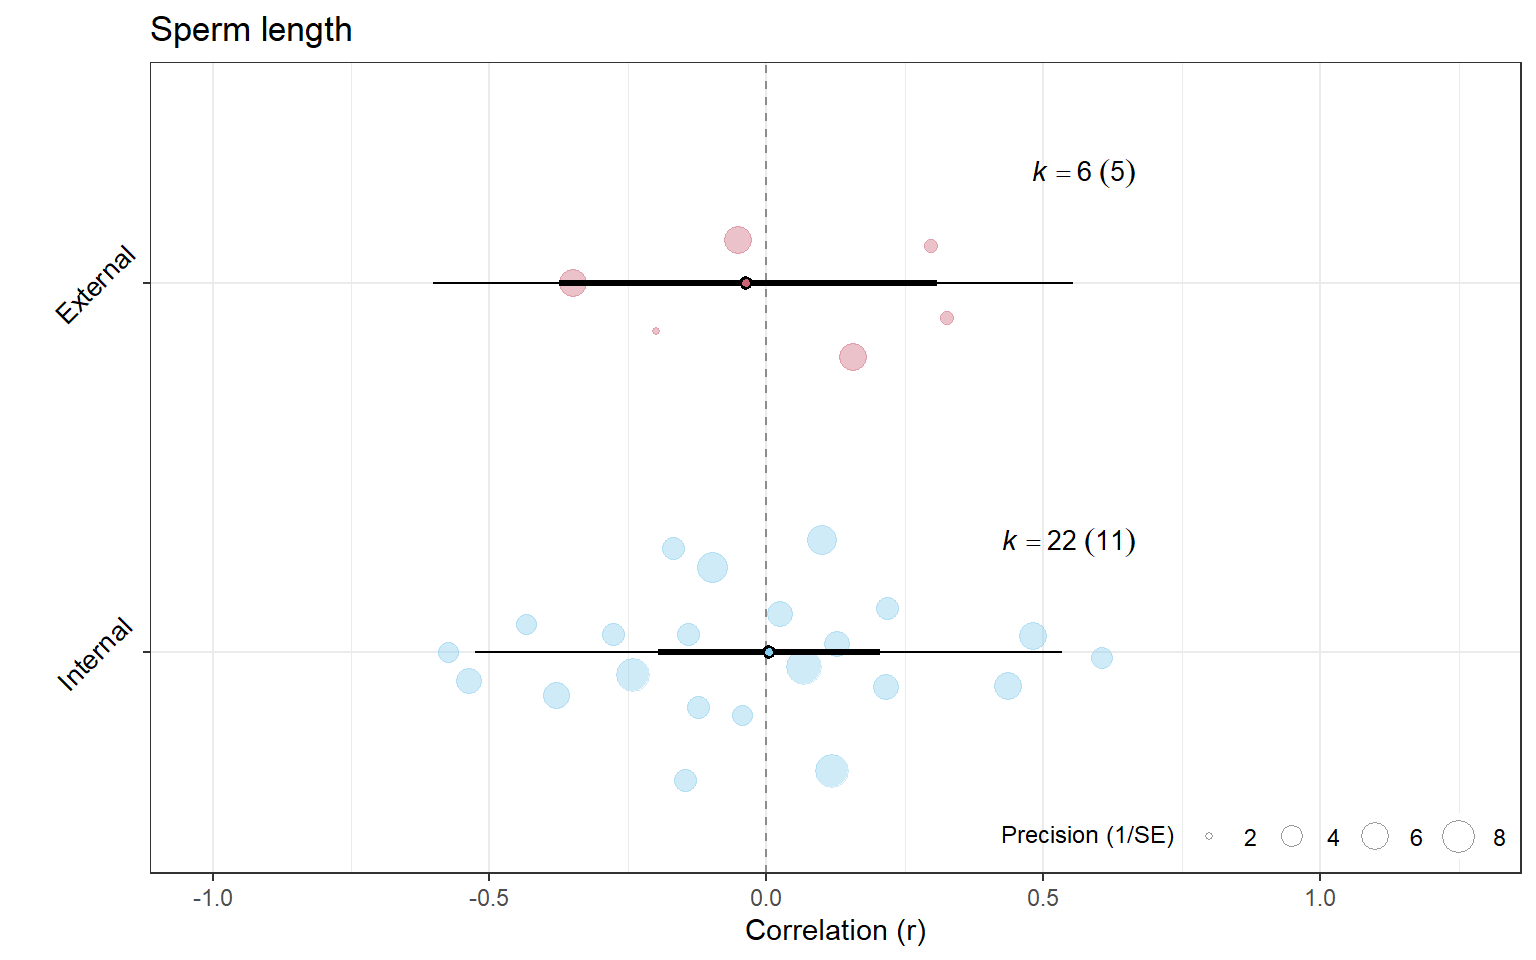 Sperm length
k = 6 (5)
External
k = 22 (11)
Internal
Precision (1/SE) 2 4 6 8
-1.0 -0.5 0.0 0.5 1.0
Correlation (r)